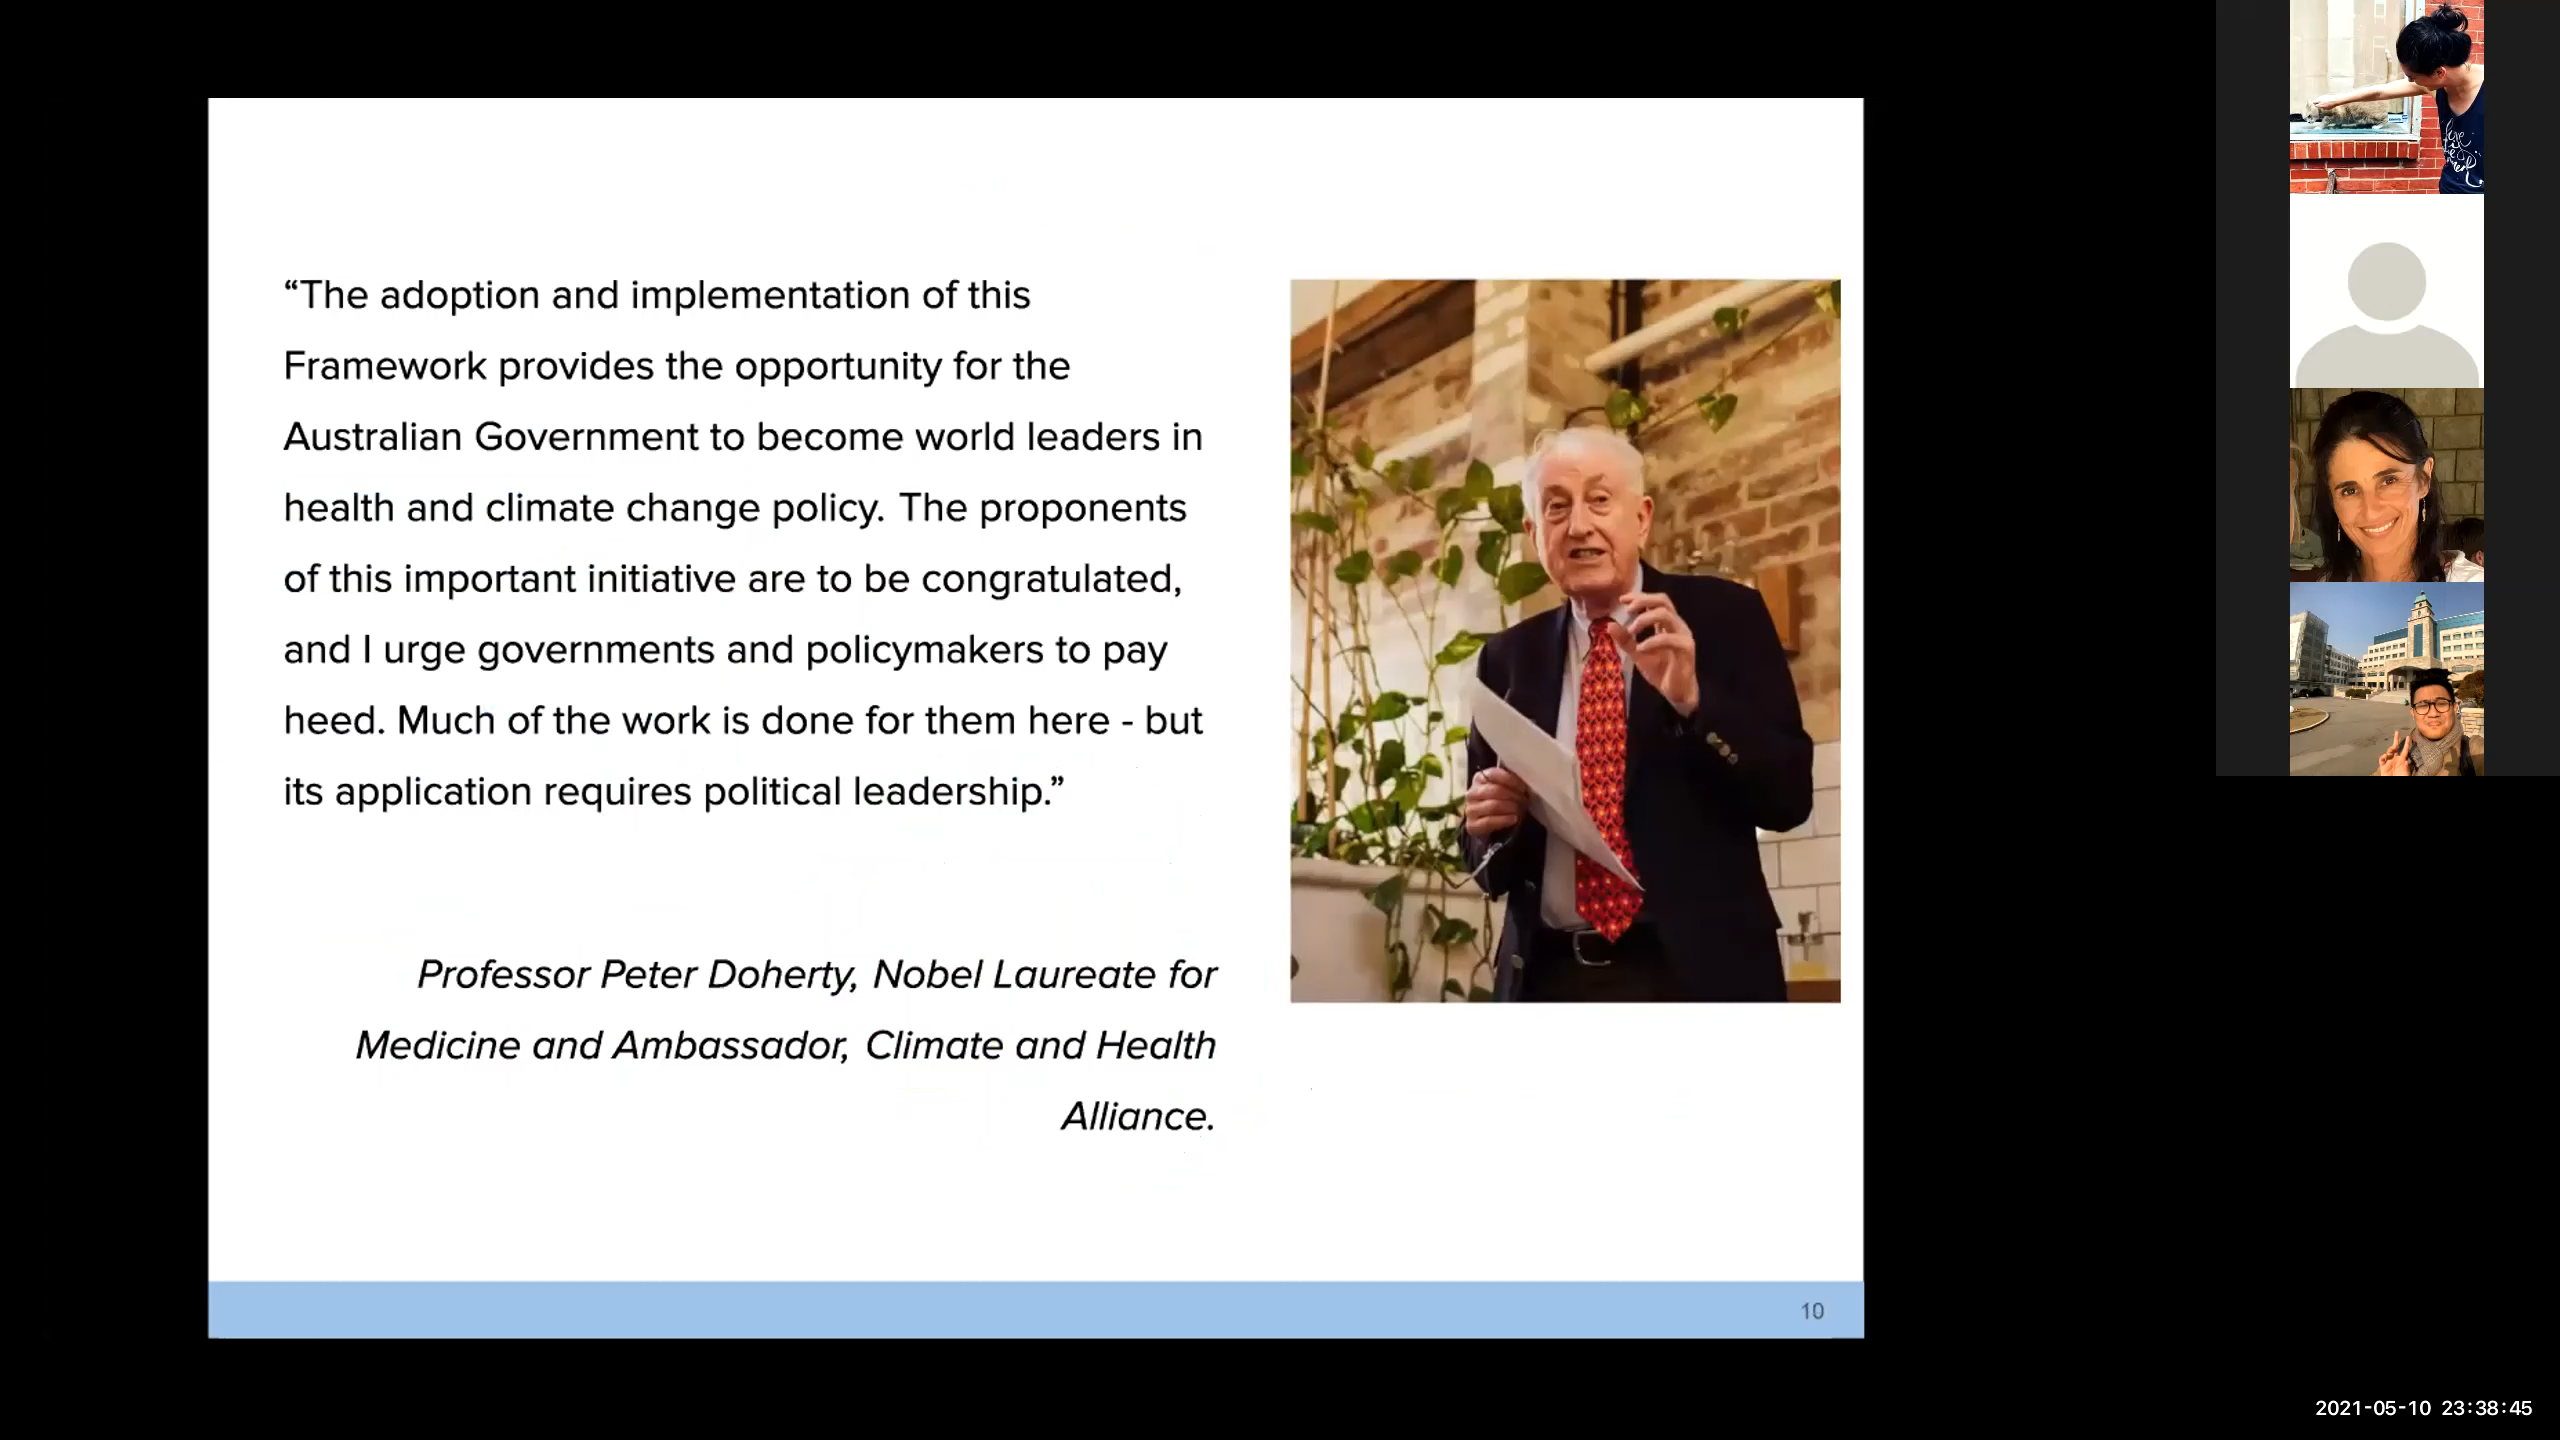 “The adoption and implementation of this
Framework provides the opportunity for the
Australian Government to become world leaders in
health and climate change policy. The proponents
of this important initiative are to be congratulated,
and I urge governments and policymakers to pay
heed. Much of the work is done for them here - but
its application requires political leadership.”
Professor Peter Doherty, Nobel Laureate for
Medicine and Ambassador, Climate and Health
Alliance.
10
2021-05-10 23:38:45